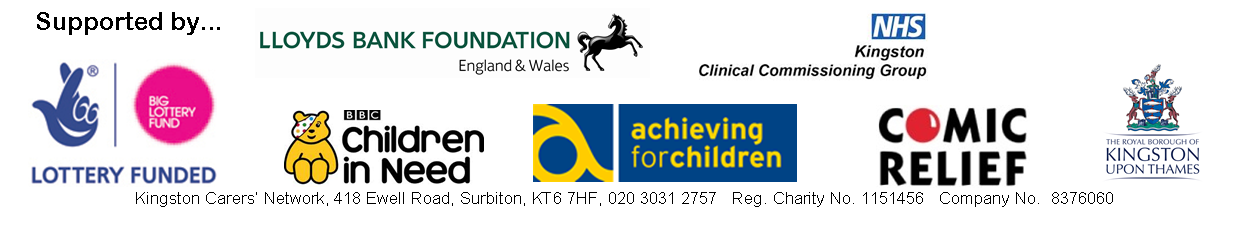 Supported by...
LLOYDS BANK FOUNDATION
England & Wales
NHS
Kingston
Clinical Commissioning Group
®
BIG
LOTTERY
FUND
LOTTERY FUNDED
BBC
Children
in Need
achieving
forchildren
COMIC
RELIEF
THE ROYAL BOROUGH OF
KINGSTON
UPON THAMES
Kingston Carers' Network, 418 Ewell Road, Surbiton, KT6 7HF, 020 3031 2757 Reg. Charity No. 1151456 Company No. 8376060